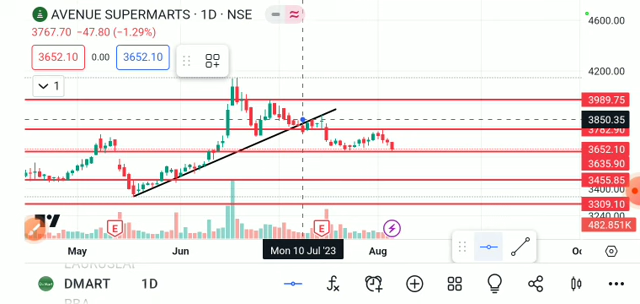 AVENUE SUPERMARTS · 1D · NSE
3767.70 −47.80 (−1.29%)
3652.10 0.00 3652.10
1
4600.00
4200.00
3989.75
3850.35
3782.90
3652.10
3635.90
3455.85
3400.00
3309.10
3240.00
482.851K
E E
May Jun Mon 10 Jul '23 Aug Oc
DMART 1D